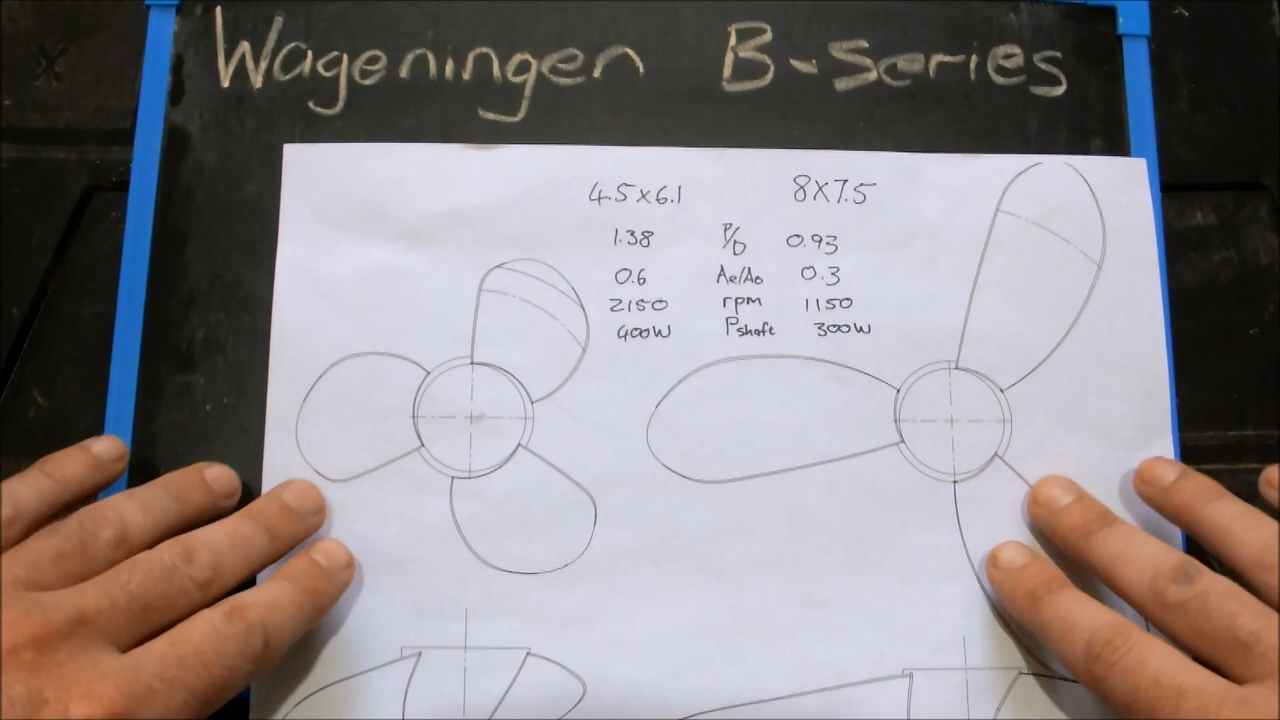 Wageningen B-Series
4.5x6.1 8x7.5
1.38 P/D 0.93
0.6 Ae/Ao 0.3
2150 rpm 1150
400W Pshaft 300W